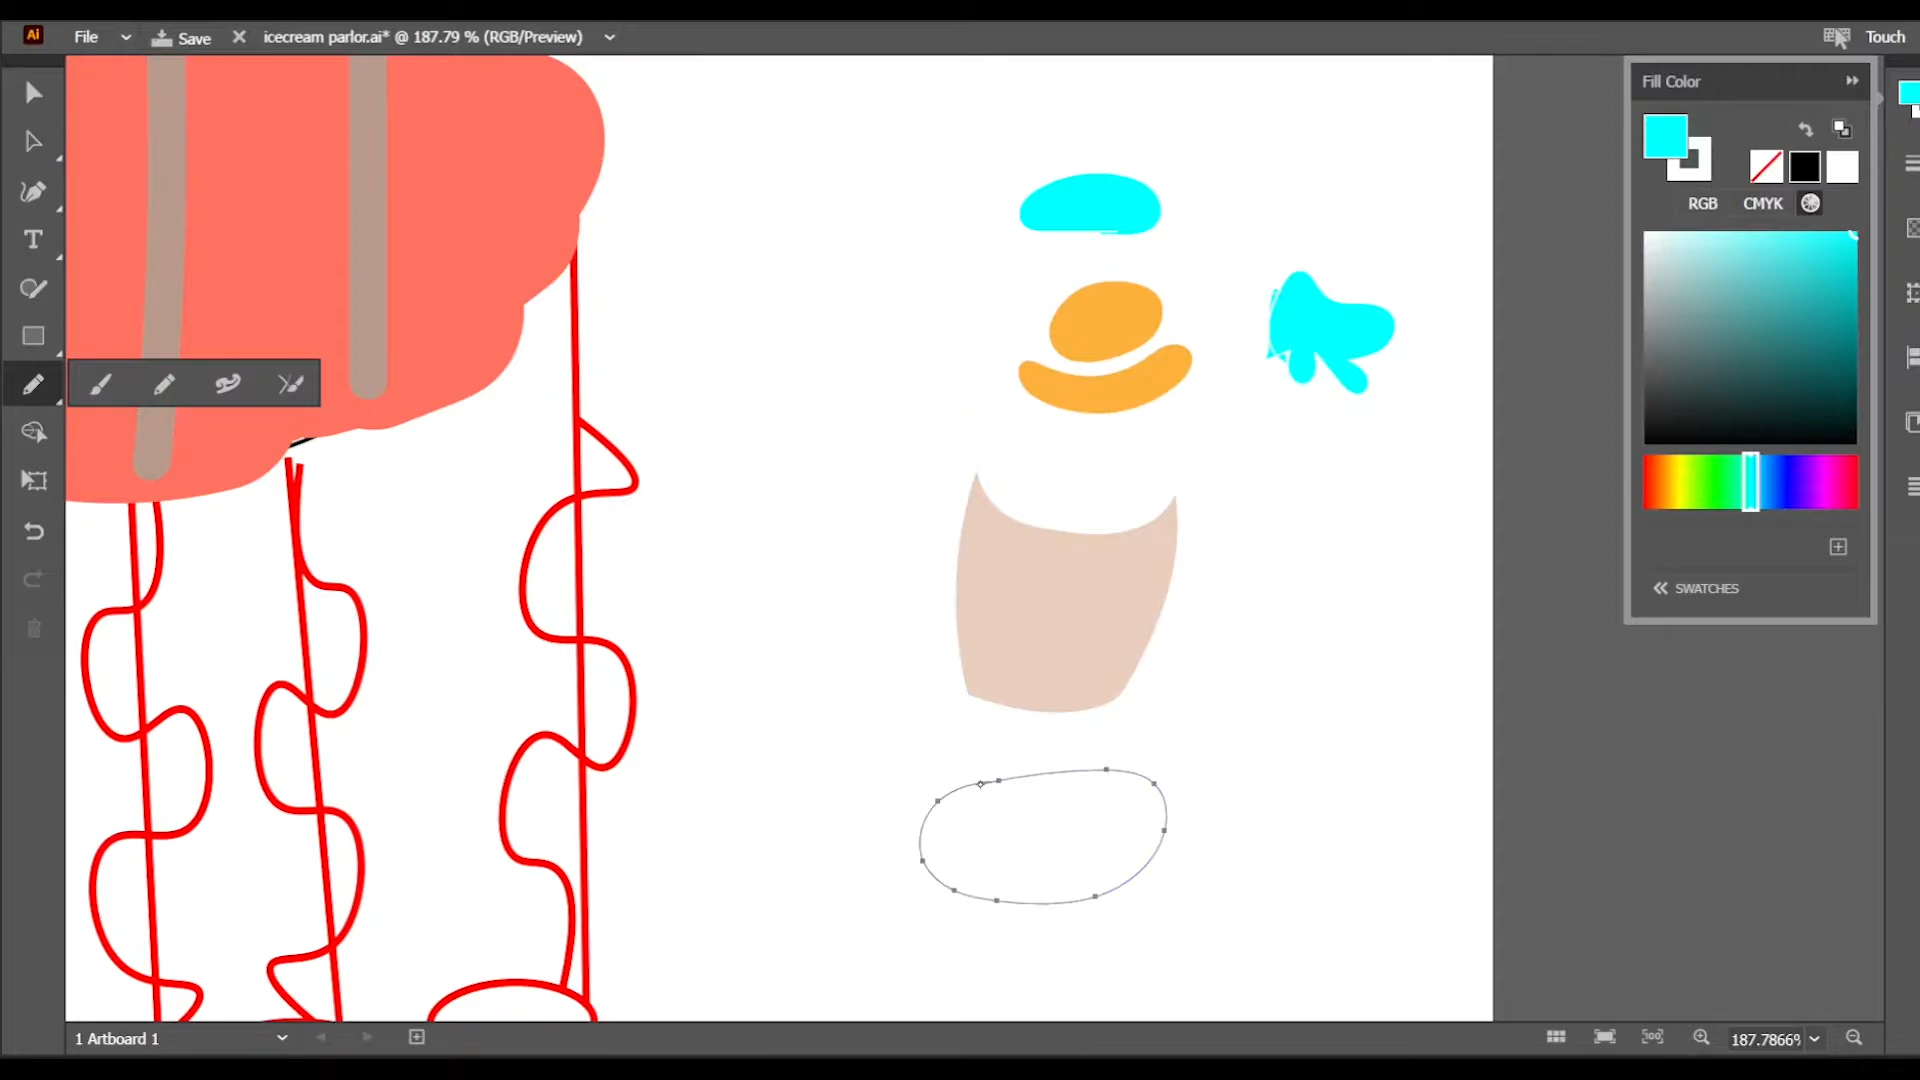 Ai File Save icecream parlor.ai* @ 187.79 % (RGB/Preview) Touch
Fill Color
RGB CMYK
T
SWATCHES
1 Artboard 1 187.7866%